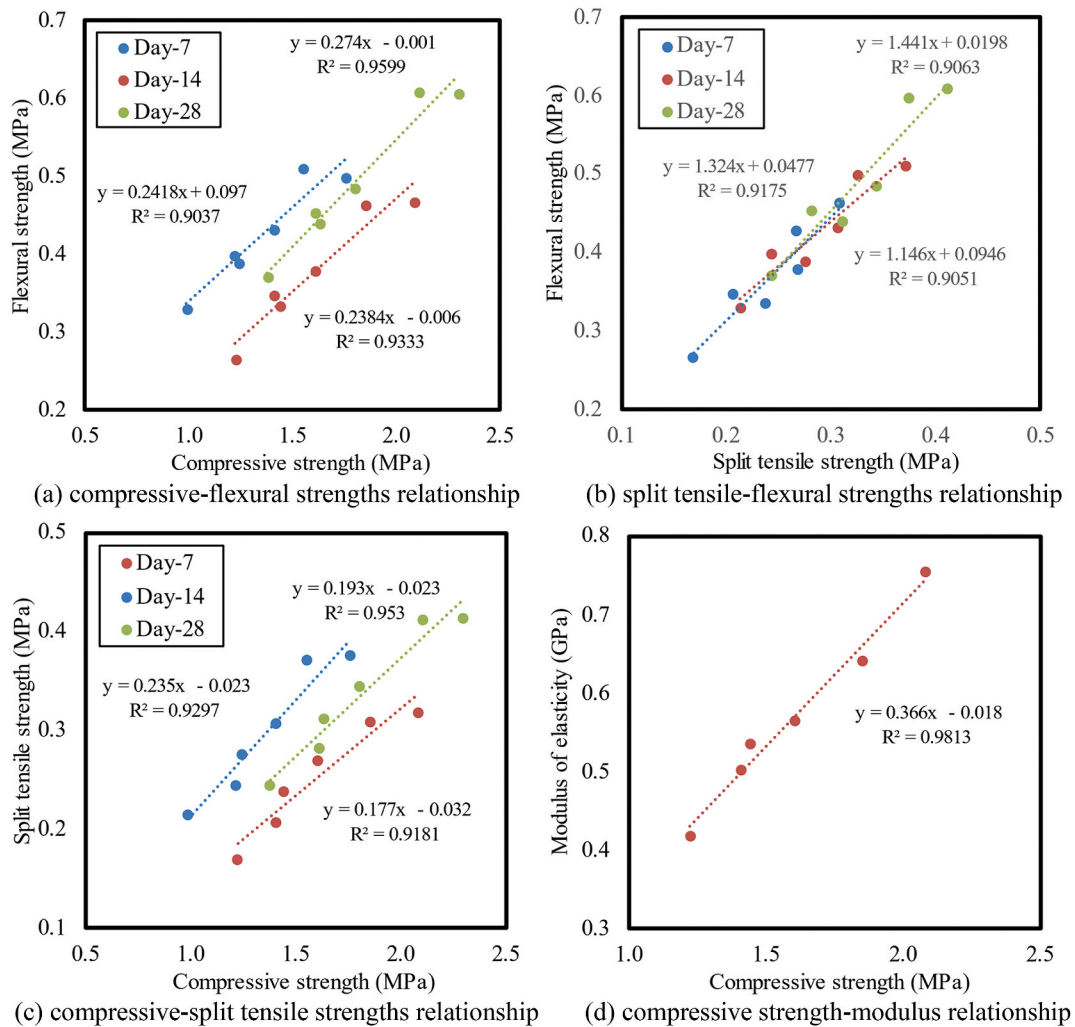 0.7
0.6
0.5
0.4
0.3
0.2
Flexural strength (MPa)
Day-7
Day-14
Day-28
y = 0.274x - 0.001
R² = 0.9599
y = 0.2418x + 0.097
R² = 0.9037
y = 0.2384x - 0.006
R² = 0.9333
0.5 1.0 1.5 2.0 2.5
Compressive strength (MPa)
(a) compressive-flexural strengths relationship
0.7
0.6
0.5
0.4
0.3
0.2
Flexural strength (MPa)
Day-7
Day-14
Day-28
y = 1.441x + 0.0198
R² = 0.9063
y = 1.324x + 0.0477
R² = 0.9175
y = 1.146x + 0.0946
R² = 0.9051
0.1 0.2 0.3 0.4 0.5
Split tensile strength (MPa)
(b) split tensile-flexural strengths relationship
0.5
0.4
0.3
0.2
0.1
Split tensile strength (MPa)
Day-7
Day-14
Day-28
y = 0.193x - 0.023
R² = 0.953
y = 0.235x - 0.023
R² = 0.9297
y = 0.177x - 0.032
R² = 0.9181
0.5 1.0 1.5 2.0 2.5
Compressive strength (MPa)
(c) compressive-split tensile strengths relationship
0.8
0.7
0.6
0.5
0.4
0.3
Modulus of elasticity (GPa)
y = 0.366x - 0.018
R² = 0.9813
1.0 1.5 2.0 2.5
Compressive strength (MPa)
(d) compressive strength-modulus relationship